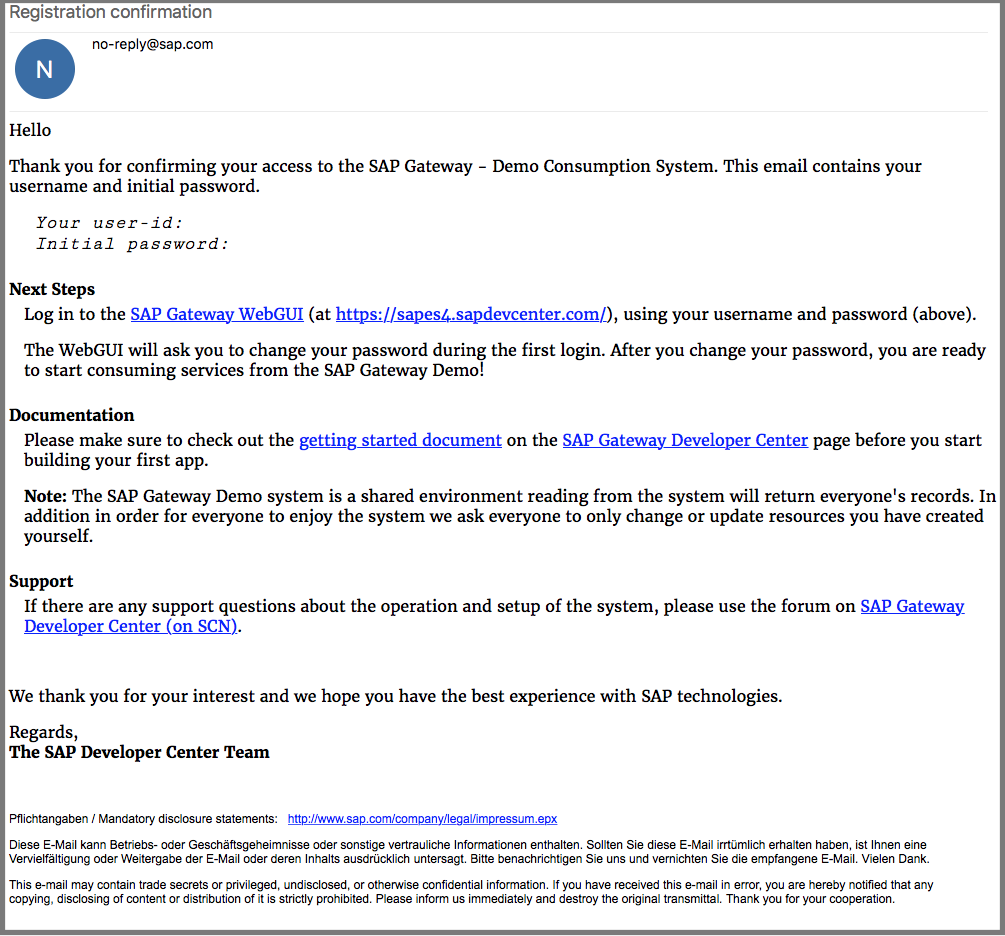 Registration confirmation
no-reply@sap.com
N
Hello
Thank you for confirming your access to the SAP Gateway - Demo Consumption System. This email contains your
username and initial password.
Your user-id:
Initial password:
Next Steps
Log in to the SAP Gateway WebGUI (at https://sapes4.sapdevcenter.com/), using your username and password (above).
The WebGUI will ask you to change your password during the first login. After you change your password, you are ready
to start consuming services from the SAP Gateway Demo!
Documentation
Please make sure to check out the getting started document on the SAP Gateway Developer Center page before you start
building your first app.
Note: The SAP Gateway Demo system is a shared environment reading from the system will return everyone's records. In
addition in order for everyone to enjoy the system we ask everyone to only change or update resources you have created
yourself.
Support
If there are any support questions about the operation and setup of the system, please use the forum on SAP Gateway
Developer Center (on SCN).
We thank you for your interest and we hope you have the best experience with SAP technologies.
Regards,
The SAP Developer Center Team
Pflichtangaben / Mandatory disclosure statements: http://www.sap.com/company/legal/impressum.epx
Diese E-Mail kann Betriebs- oder Geschäftsgeheimnisse oder sonstige vertrauliche Informationen enthalten. Sollten Sie diese E-Mail irrtümlich erhalten haben, ist Ihnen eine
Vervielfältigung oder Weitergabe der E-Mail oder deren Inhalts ausdrücklich untersagt. Bitte benachrichtigen Sie uns und vernichten Sie die empfangene E-Mail. Vielen Dank.
This e-mail may contain trade secrets or privileged, undisclosed, or otherwise confidential information. If you have received this e-mail in error, you are hereby notified that any
copying, disclosing of content or distribution of it is strictly prohibited. Please inform us immediately and destroy the original transmittal. Thank you for your cooperation.